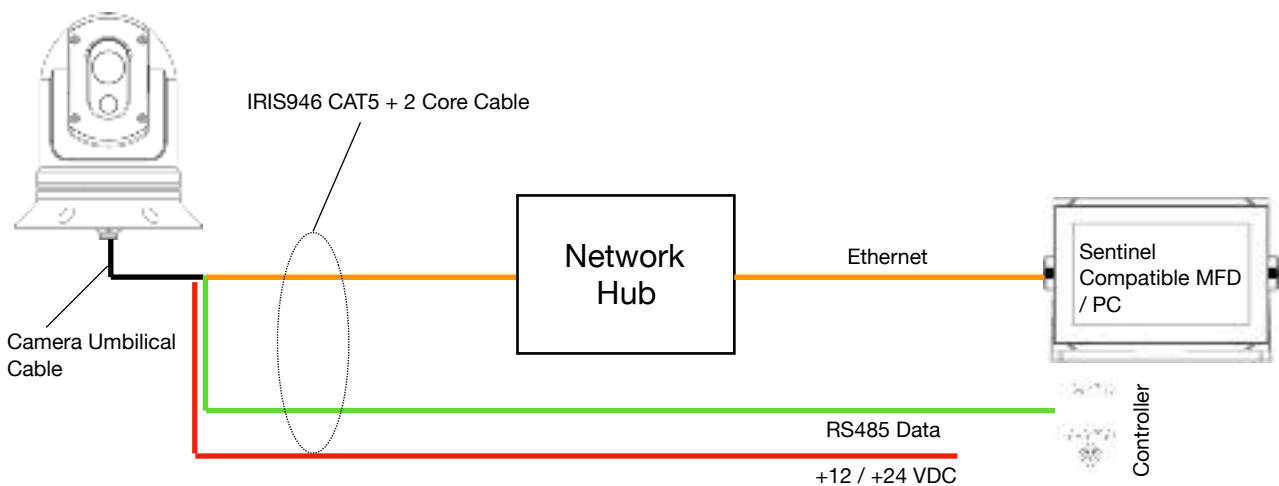 IRIS946 CAT5 + 2 Core Cable
Network
Hub
Ethernet
Sentinel
Compatible MFD
/ PC
Camera Umbilical
Cable
RS485 Data
+12 / +24 VDC
Controller